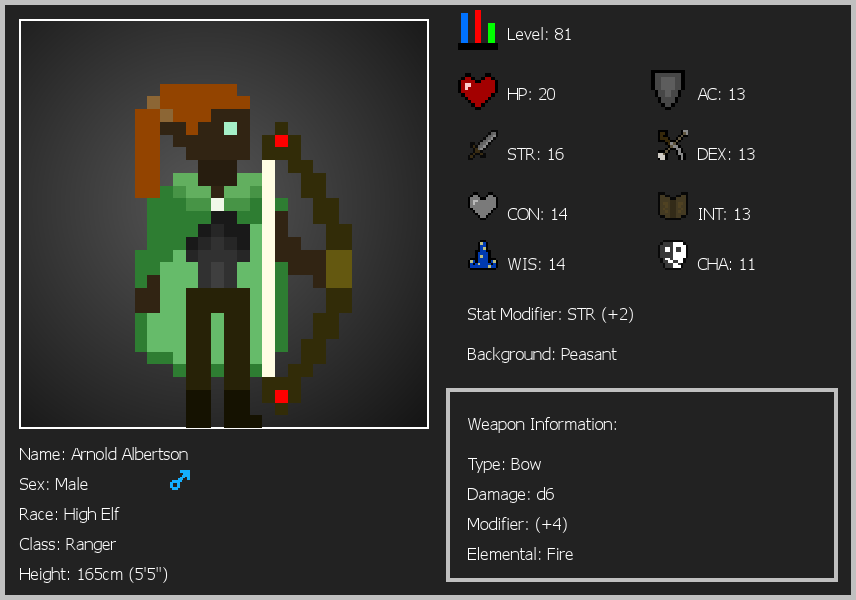 Level: 81
HP: 20
AC: 13
STR: 16
DEX: 13
CON: 14
INT: 13
WIS: 14
CHA: 11
Stat Modifier: STR (+2)
Background: Peasant
Weapon Information:
Type: Bow
Damage: d6
Modifier: (+4)
Elemental: Fire
Name: Arnold Albertson
Sex: Male
Race: High Elf
Class: Ranger
Height: 165cm (5'5")